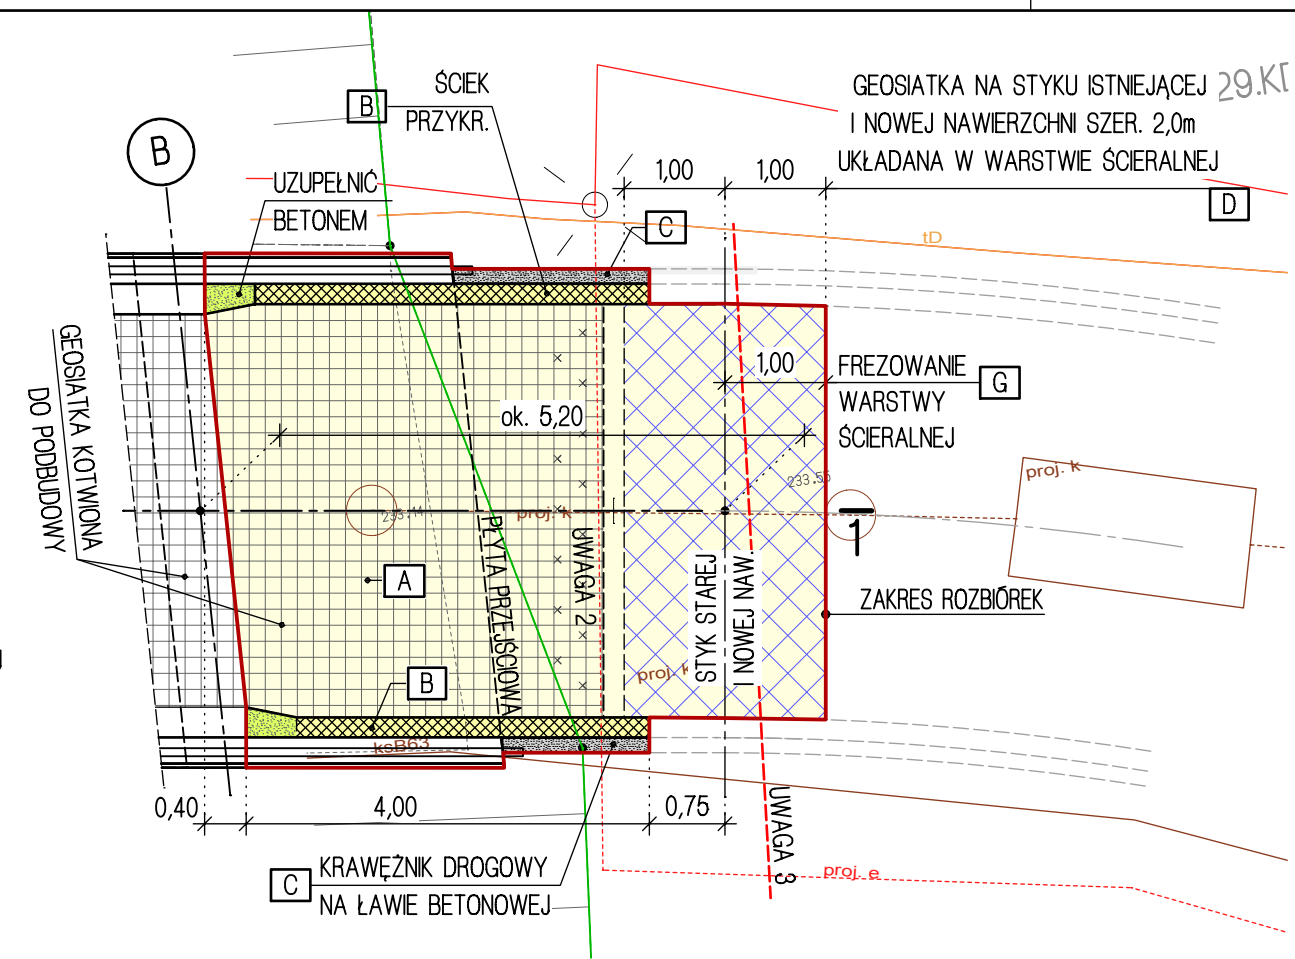 ŚCIEK
B
PRZYKR.
GEOSIATKA NA STYKU ISTNIEJĄCEJ
I NOWEJ NAWIERZCHNI SZER. 2,0m
UKŁADANA W WARSTWIE ŚCIERALNEJ
D
B
UZUPEŁNIĆ
BETONEM
1,00
1,00
C
tD
GEOSIATKA KOTWIONA
DO PODBUDOWY
1,00
FREZOWANIE
WARSTWY
ŚCIERALNEJ
G
ok. 5,20
proj. k
233.55
proj. k
1
PŁYTA PRZEJŚCIOWA
UWAGA 2
STYK STAREJ
I NOWEJ NAW.
A
ZAKRES ROZBIÓREK
proj. k
B
ksB63
0,40
4,00
0,75
UWAGA 3
C
KRAWĘŻNIK DROGOWY
NA ŁAWIE BETONOWEJ
proj. e